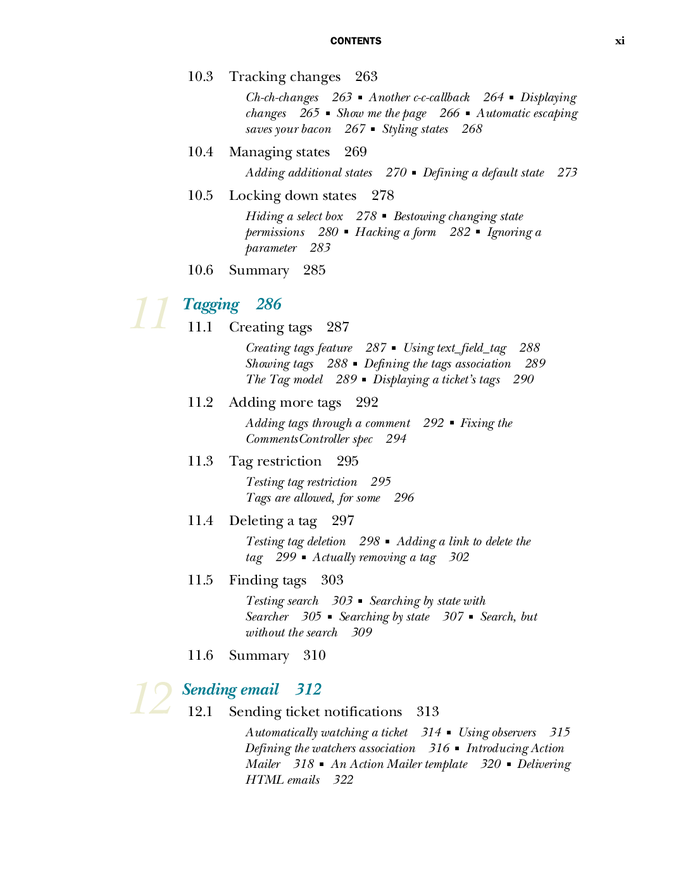 CONTENTS xi
10.3 Tracking changes 263
Ch-ch-changes 263 ■ Another c-c-callback 264 ■ Displaying
changes 265 ■ Show me the page 266 ■ Automatic escaping
saves your bacon 267 ■ Styling states 268
10.4 Managing states 269
Adding additional states 270 ■ Defining a default state 273
10.5 Locking down states 278
Hiding a select box 278 ■ Bestowing changing state
permissions 280 ■ Hacking a form 282 ■ Ignoring a
parameter 283
10.6 Summary 285
11 Tagging 286
11.1 Creating tags 287
Creating tags feature 287 ■ Using text_field_tag 288
Showing tags 288 ■ Defining the tags association 289
The Tag model 289 ■ Displaying a ticket's tags 290
11.2 Adding more tags 292
Adding tags through a comment 292 ■ Fixing the
CommentsController spec 294
11.3 Tag restriction 295
Testing tag restriction 295
Tags are allowed, for some 296
11.4 Deleting a tag 297
Testing tag deletion 298 ■ Adding a link to delete the
tag 299 ■ Actually removing a tag 302
11.5 Finding tags 303
Testing search 303 ■ Searching by state with
Searcher 305 ■ Searching by state 307 ■ Search, but
without the search 309
11.6 Summary 310
12 Sending email 312
12.1 Sending ticket notifications 313
Automatically watching a ticket 314 ■ Using observers 315
Defining the watchers association 316 ■ Introducing Action
Mailer 318 ■ An Action Mailer template 320 ■ Delivering
HTML emails 322